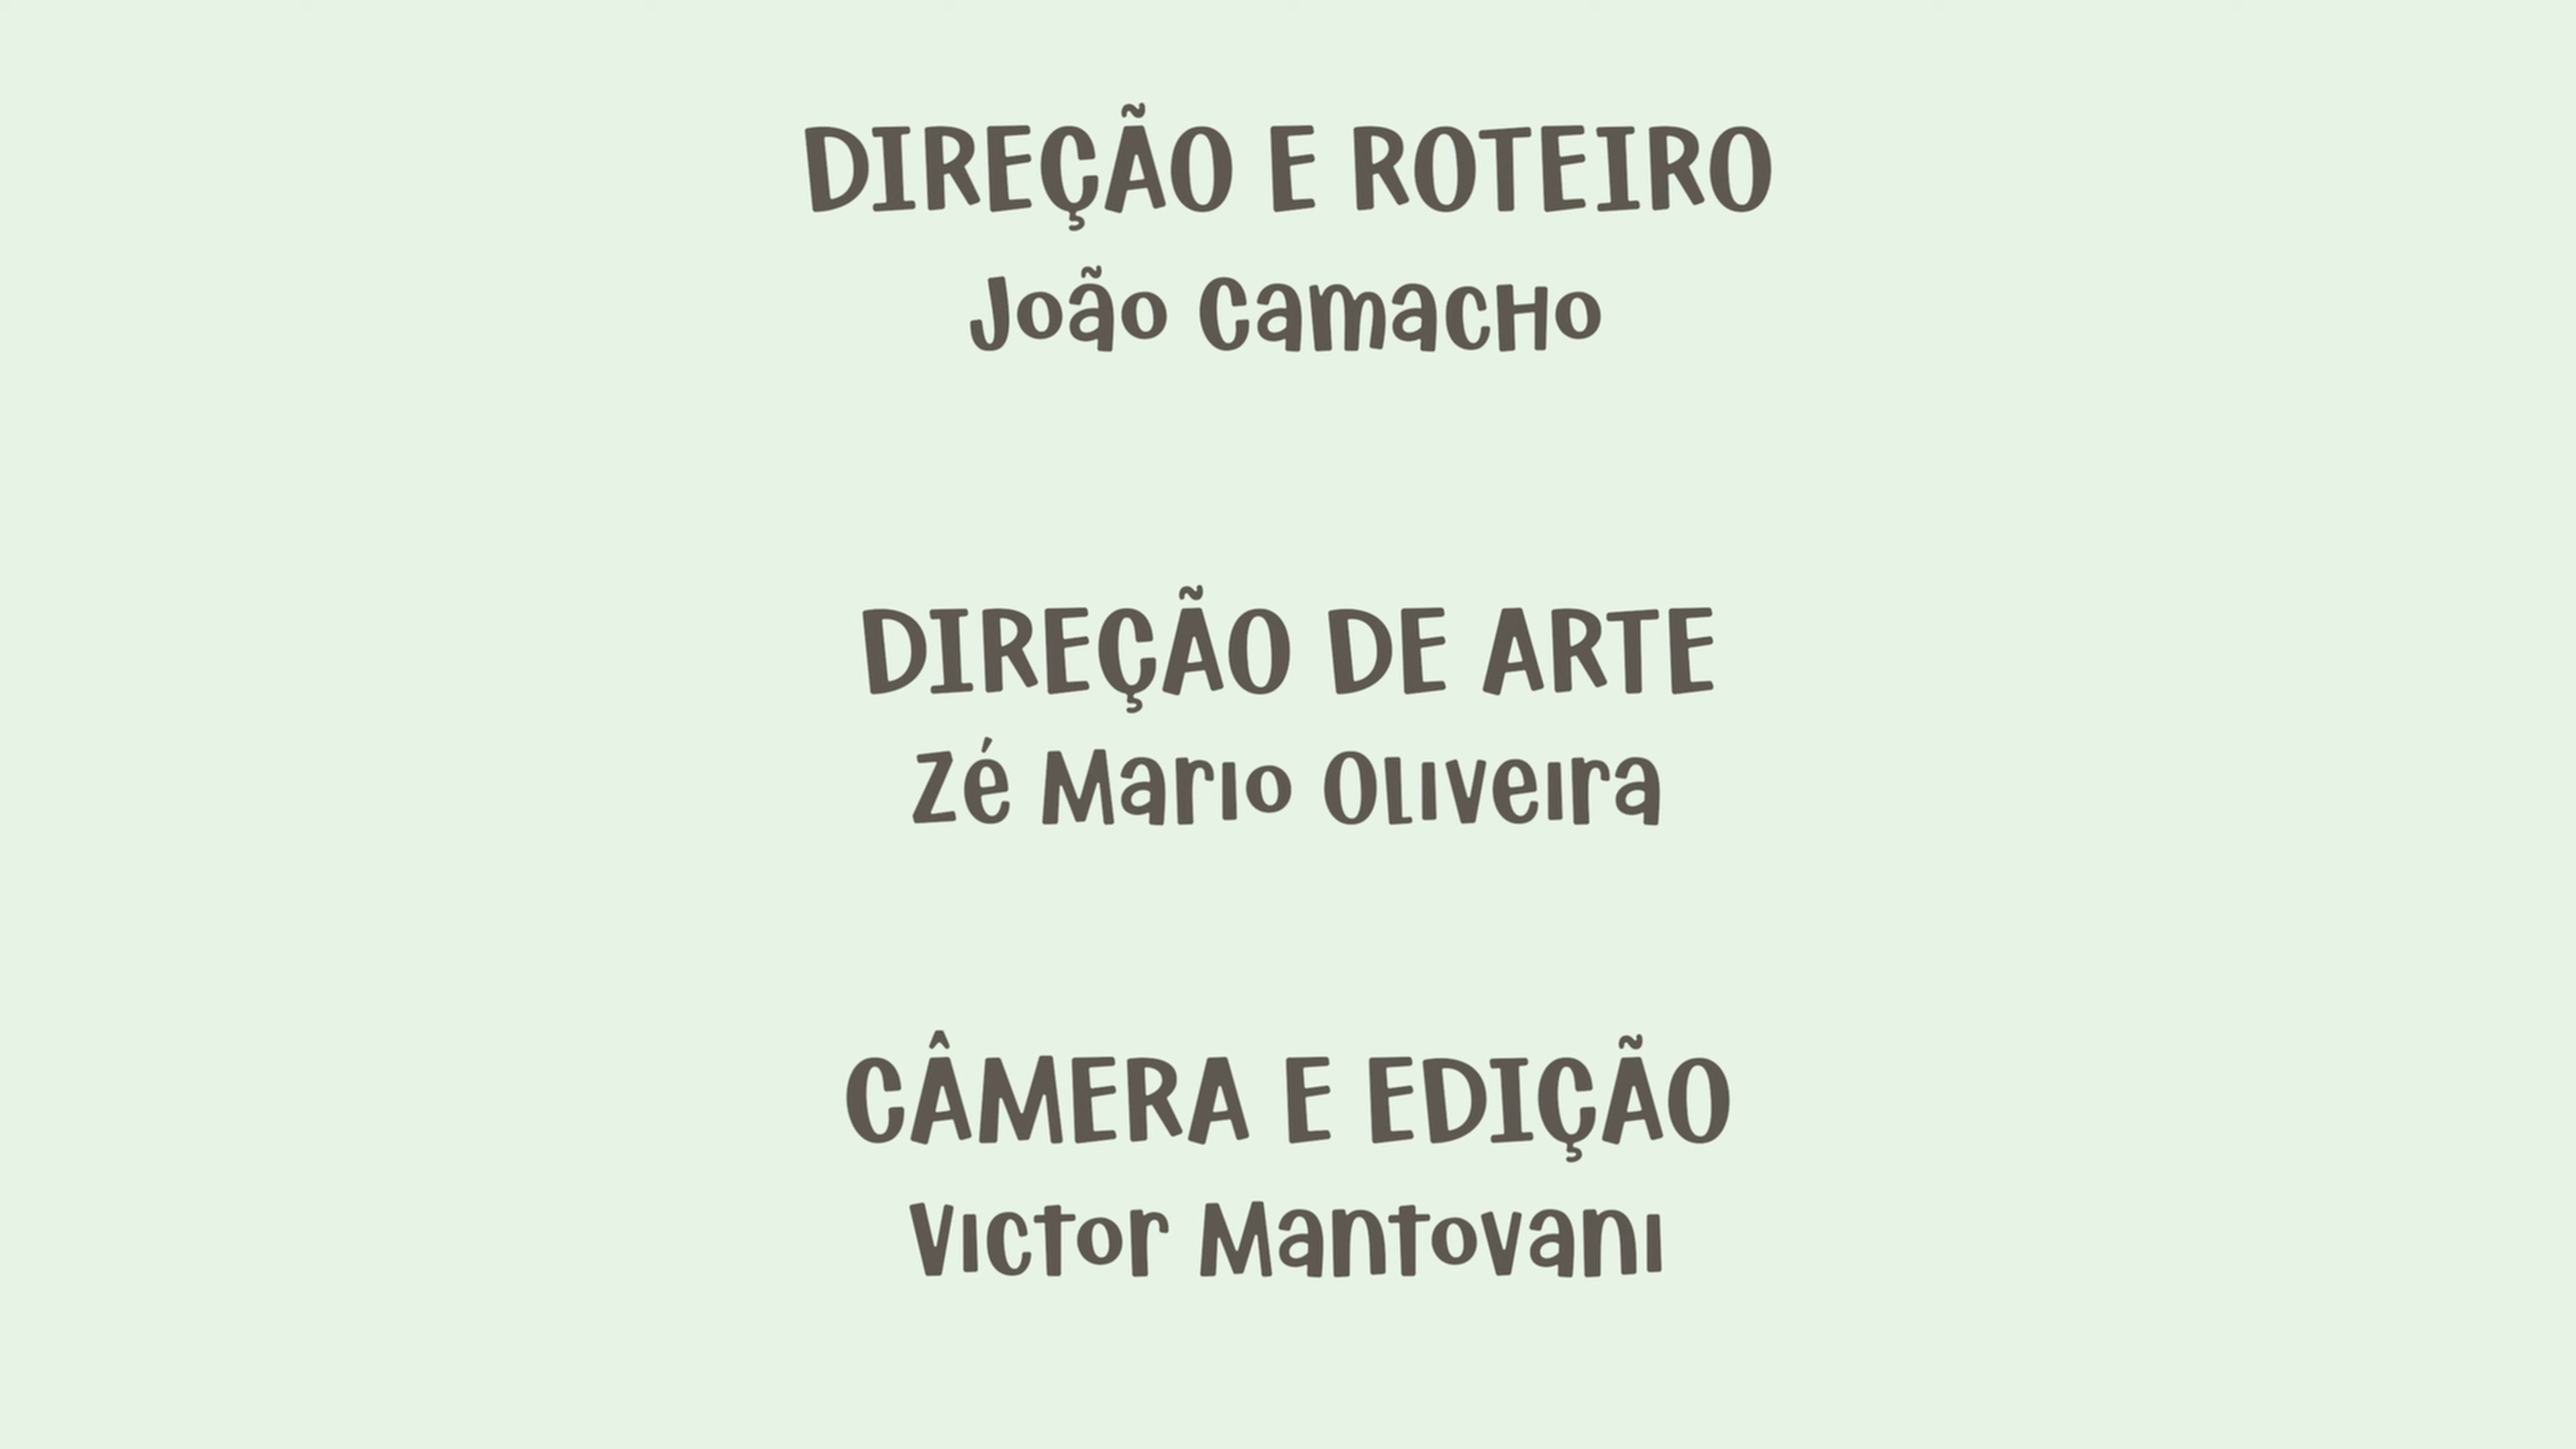 DIREÇÃO E ROTEIRO
João Camacho
DIREÇÃO DE ARTE
Zé Mario Oliveira
CÂMERA E EDIÇÃO
Victor Mantovani